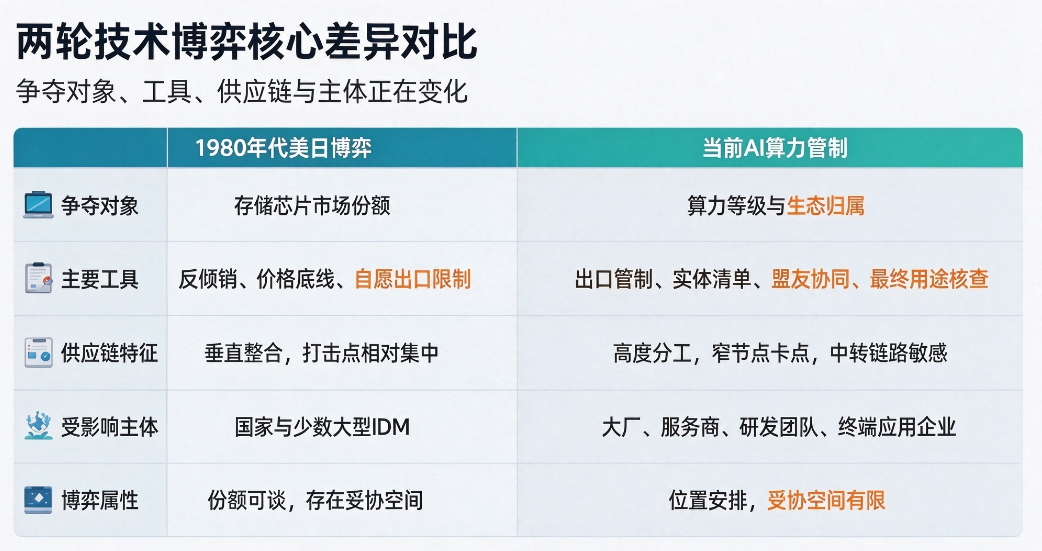 两轮技术博弈核心差异对比
争夺对象、工具、供应链与主体正在变化
1980年代美日博弈 当前AI算力管制
争夺对象 存储芯片市场份额 算力等级与生态归属
主要工具 反倾销、价格底线、自愿出口限制 出口管制、实体清单、盟友协同、最终用途核查
供应链特征 垂直整合，打击点相对集中 高度分工，窄节点卡点，中转链路敏感
受影响主体 国家与少数大型IDM 大厂、服务商、研发团队、终端应用企业
博弈属性 份额可谈，存在妥协空间 位置安排，受协空间有限